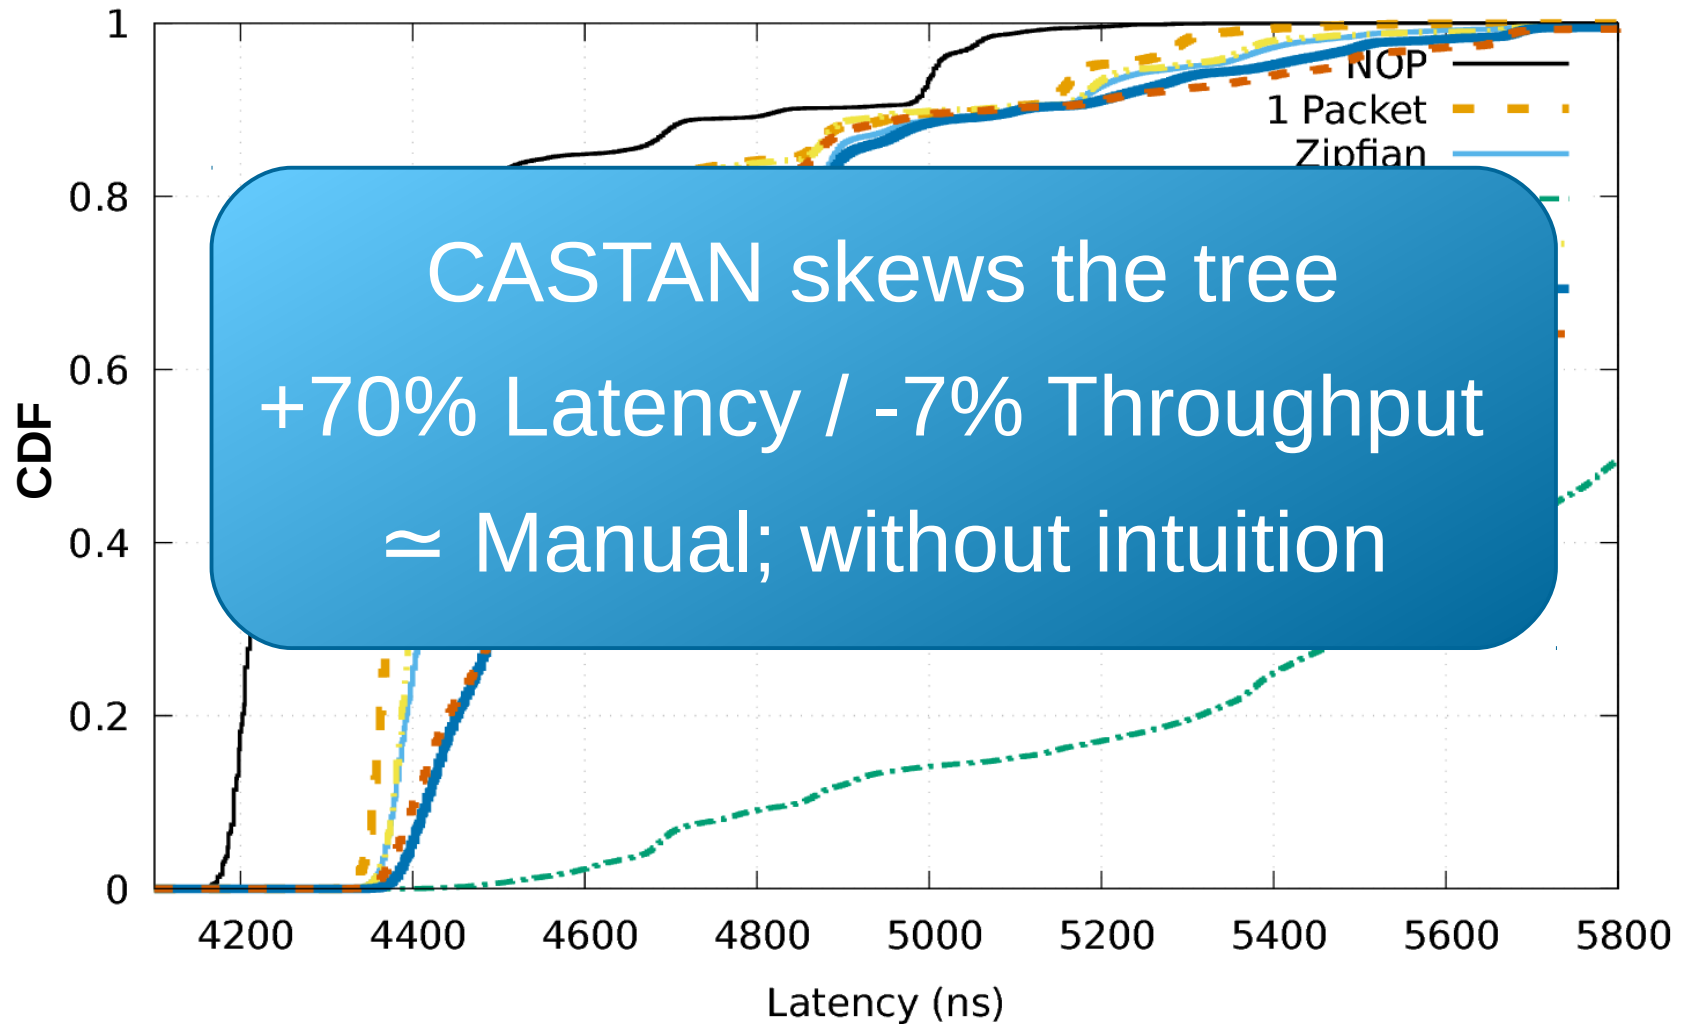 1
0.8
0.6
0.4
0.2
0
CDF
NOP
1 Packet
Zipfian
CASTAN skews the tree
+70% Latency / -7% Throughput
≃ Manual; without intuition
4200 4400 4600 4800 5000 5200 5400 5600 5800
Latency (ns)